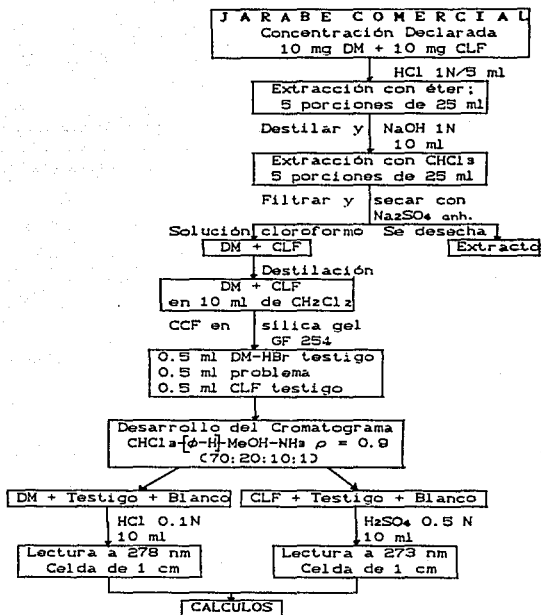 JARABE COMERCIAL
Concentración Declarada
10 mg DM + 10 mg CLF
HCl 1N/5 ml
Extracción con éter:
5 porciones de 25 ml
Destilar y NaOH 1N
10 ml
Extracción con CHCl3
5 porciones de 25 ml
Filtrar y secar con
Na2SO4 anh.
Solución cloroformo Se desecha
DM + CLF Extracto
Destilación
DM + CLF
en 10 ml de CH2Cl2
CCF en silica gel
GF 254
0.5 ml DM-HBr testigo
0.5 ml problema
0.5 ml CLF testigo
Desarrollo del Cromatograma
CHCl3-[ϕ-H]-MeOH-NH3 ρ = 0.9
(70:20:10:1)
DM + Testigo + Blanco CLF + Testigo + Blanco
HCl 0.1N H2SO4 0.5 N
10 ml 10 ml
Lectura a 278 nm Lectura a 273 nm
Celda de 1 cm Celda de 1 cm
CALCULOS